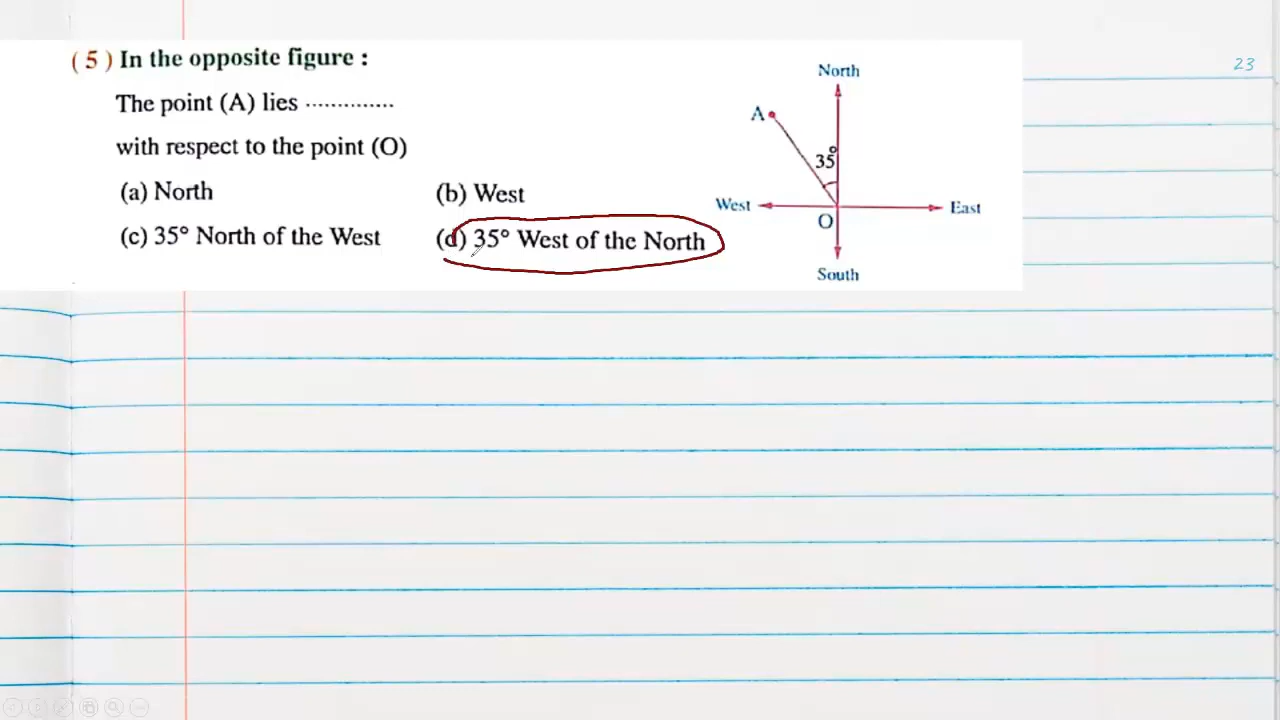 23
( 5 ) In the opposite figure :
The point (A) lies ..............
with respect to the point (O)
(a) North (b) West
(c) 35° North of the West (d) 35° West of the North
North
A
35°
West
East
O
South